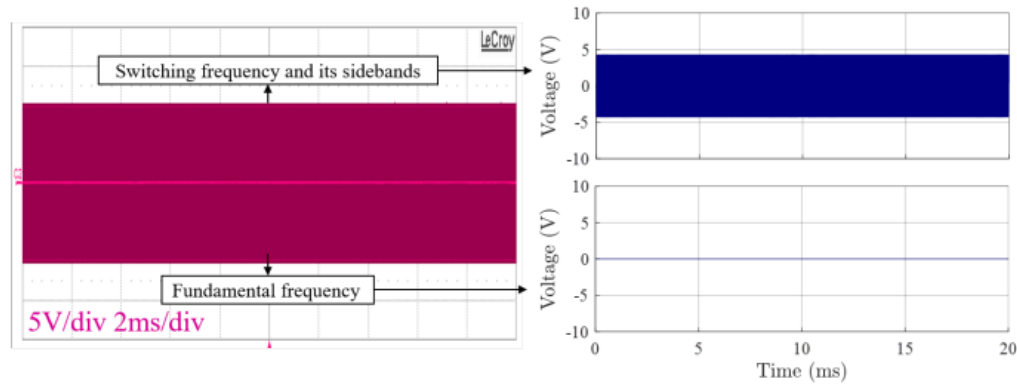 LeCroy
Switching frequency and its sidebands
Fundamental frequency
5V/div 2ms/div
10
5
0
-5
-10
Voltage (V)
10
5
0
-5
-10
Voltage (V)
0
5
10
15
20
Time (ms)